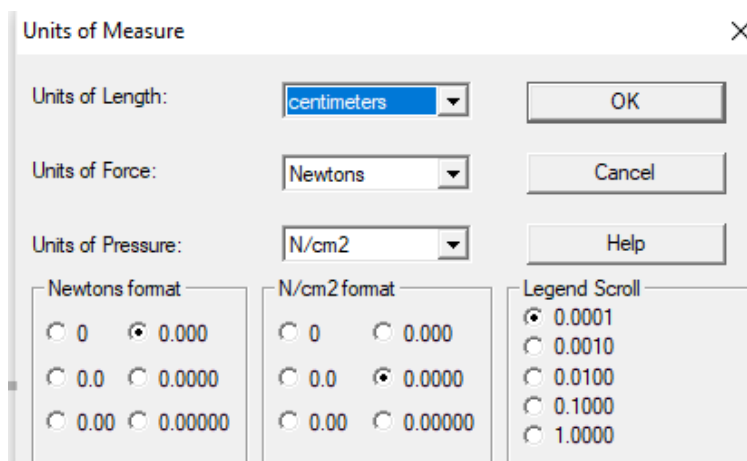 Units of Measure
Units of Length:
centimeters
OK
Units of Force:
Newtons
Cancel
Units of Pressure:
N/cm2
Help
Newtons format
0
0.000
0.0
0.0000
0.00
0.00000
N/cm2 format
0
0.000
0.0
0.0000
0.00
0.00000
Legend Scroll
0.0001
0.0010
0.0100
0.1000
1.0000